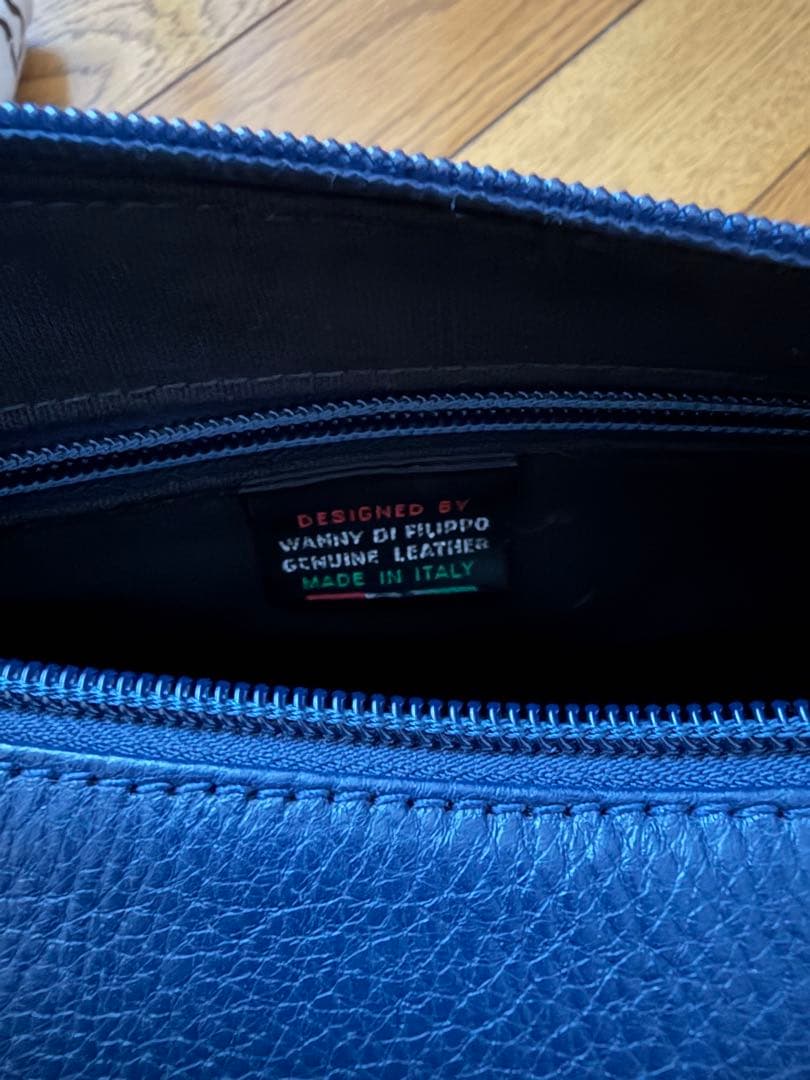 DESIGNED BY
WANNY DI FILIPPO
GENUINE LEATHER
MADE IN ITALY